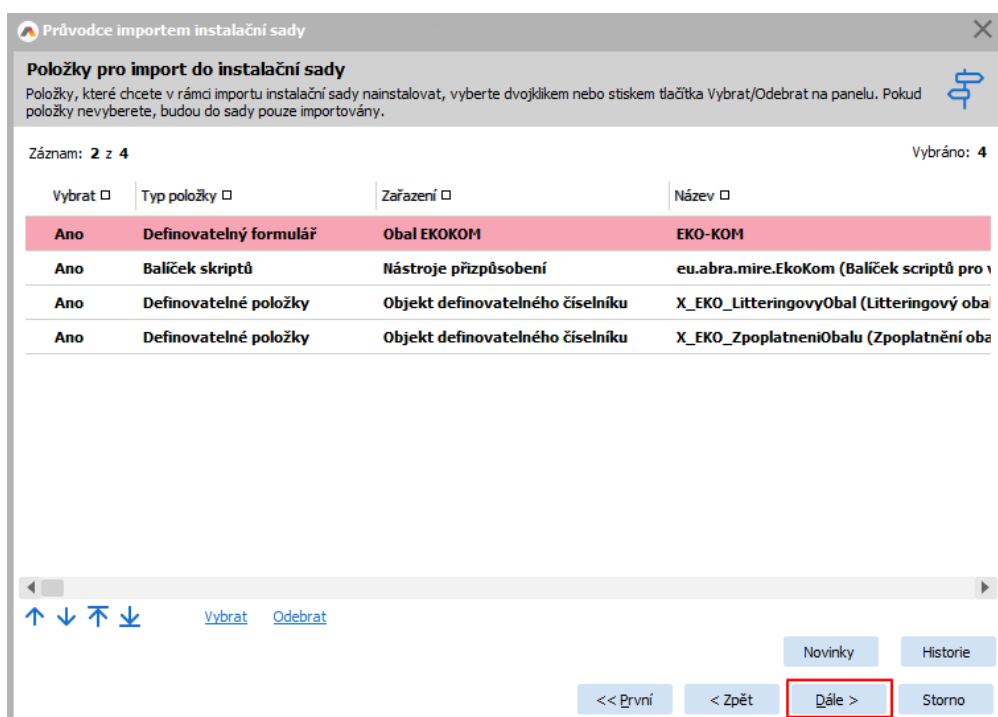 Průvodce importem instalační sady
Položky pro import do instalační sady
Položky, které chcete v rámci importu instalační sady nainstalovat, vyberte dvojklikem nebo stiskem tlačítka Vybrat/Odebrat na panelu. Pokud
položky nevyberete, budou do sady pouze importovány.
Záznam: 2 z 4 Vybráno: 4
Vybrat Typ položky Zařazení Název
Ano Definovatelný formulář Obal EKOKOM EKO-KOM
Ano Balíček skriptů Nástroje přizpůsobení eu.abra.mire.EkoKom (Balíček scriptů pro
Ano Definovatelné položky Objekt definovatelného číselníku X_EKO_LitteringovyObal (Litteringový oba
Ano Definovatelné položky Objekt definovatelného číselníku X_EKO_ZpoplatneniObalu (Zpoplatnění oba
Vybrat Odebrat
Novinky Historie
<< První < Zpět Dále > Storno